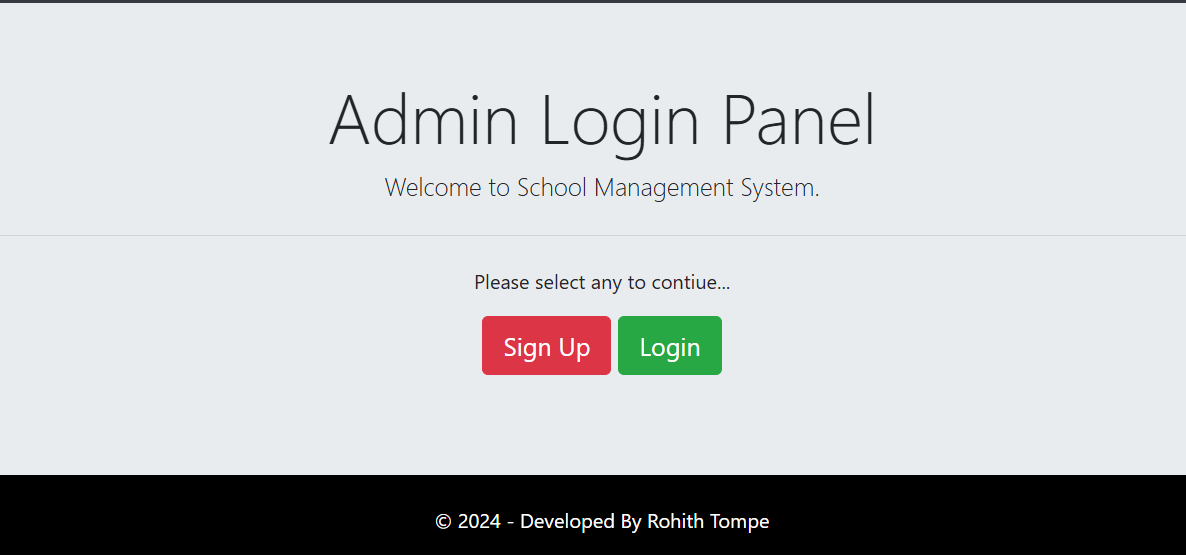 Admin Login Panel
Welcome to School Management System.
Please select any to contiue...
Sign Up
Login
© 2024 - Developed By Rohith Tompe